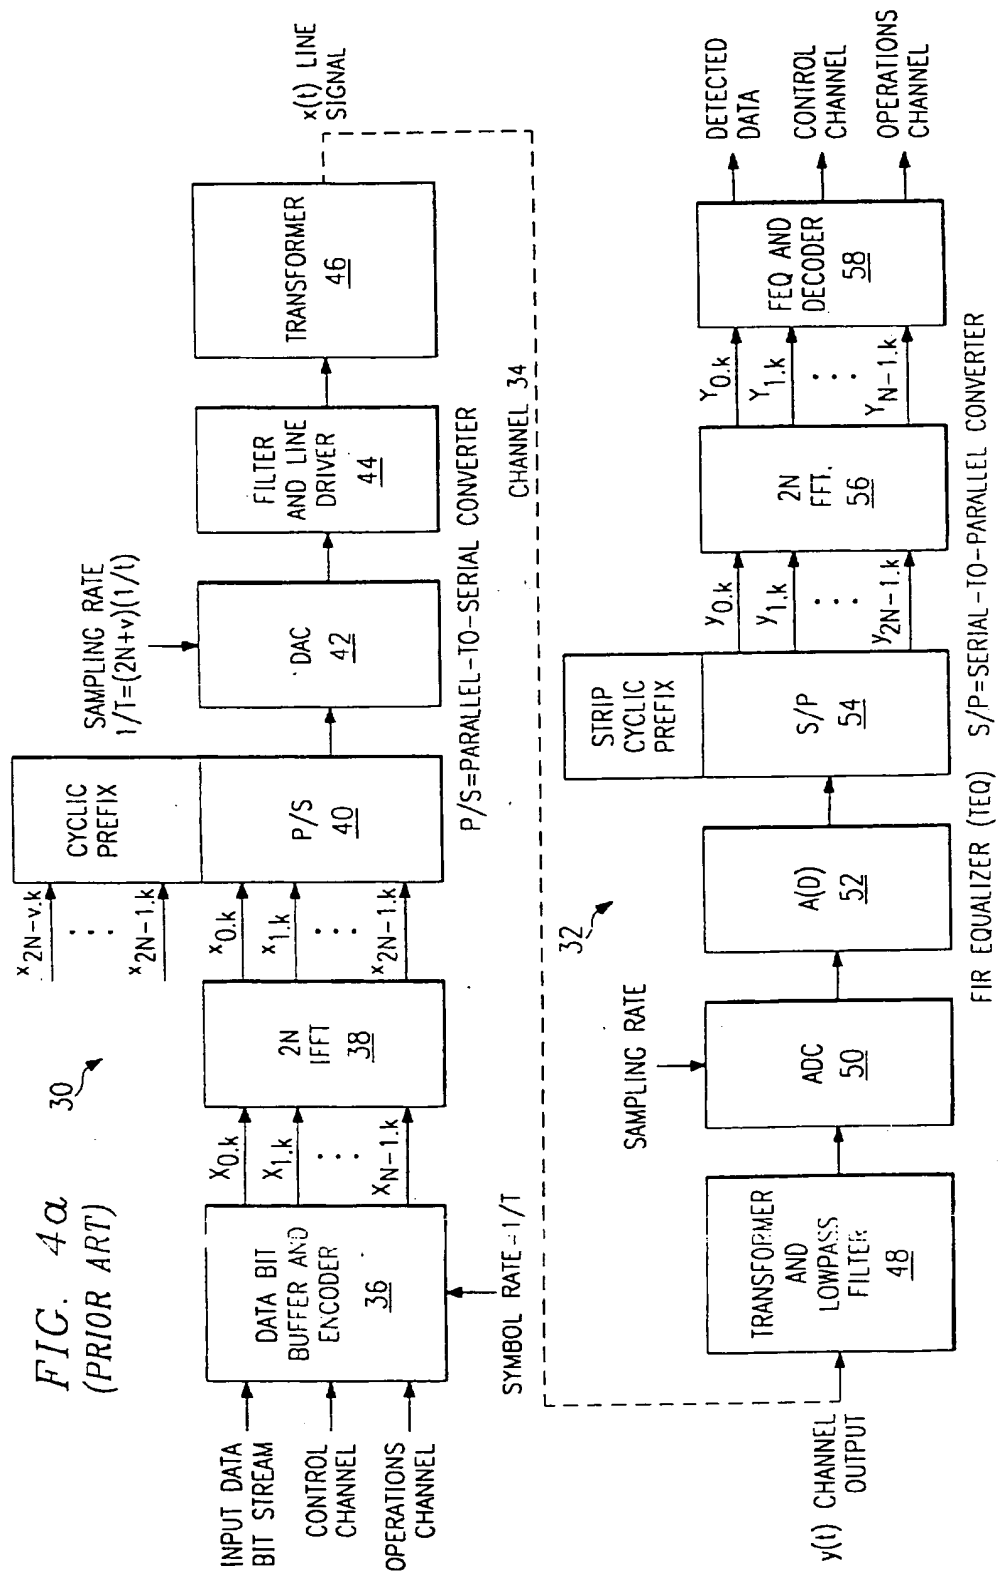 FIG. 4a
(PRIOR ART)
30
INPUT DATA
BIT STREAM
CONTROL
CHANNEL
OPERATIONS
CHANNEL
DATA BIT
BUFFER AND
ENCODER
36
SYMBOL RATE=1/T
X0.k
X1.k
⋮
XN-1.k
2N
IFFT
38
x2N-v.k
⋮
x2N-1.k
x0.k
x1.k
⋮
x2N-1.k
CYCLIC
PREFIX
P/S
40
P/S=PARALLEL-TO-SERIAL CONVERTER
SAMPLING RATE
1/T=(2N+v)(1/t)
DAC
42
FILTER
AND LINE
DRIVER
44
TRANSFORMER
46
x(t) LINE
SIGNAL
CHANNEL 34
32
y(t) CHANNEL
OUTPUT
TRANSFORMER
AND
LOWPASS
FILTER
48
SAMPLING RATE
ADC
50
A(D)
52
FIR EQUALIZER (TEQ)
STRIP
CYCLIC
PREFIX
S/P
54
S/P=SERIAL-TO-PARALLEL CONVERTER
y0.k
y1.k
⋮
y2N-1.k
2N
FFT.
56
Y0.k
Y1.k
⋮
YN-1.k
FEQ AND
DECODER
58
DETECTED
DATA
CONTROL
CHANNEL
OPERATIONS
CHANNEL